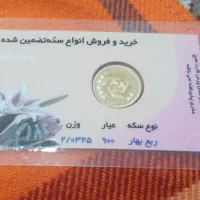 خرید و فروش انواع سکه تضمین شده
نوع سکه عیار وزن
ربع بهار ۹۰۰ ۲/۰۳۲۵